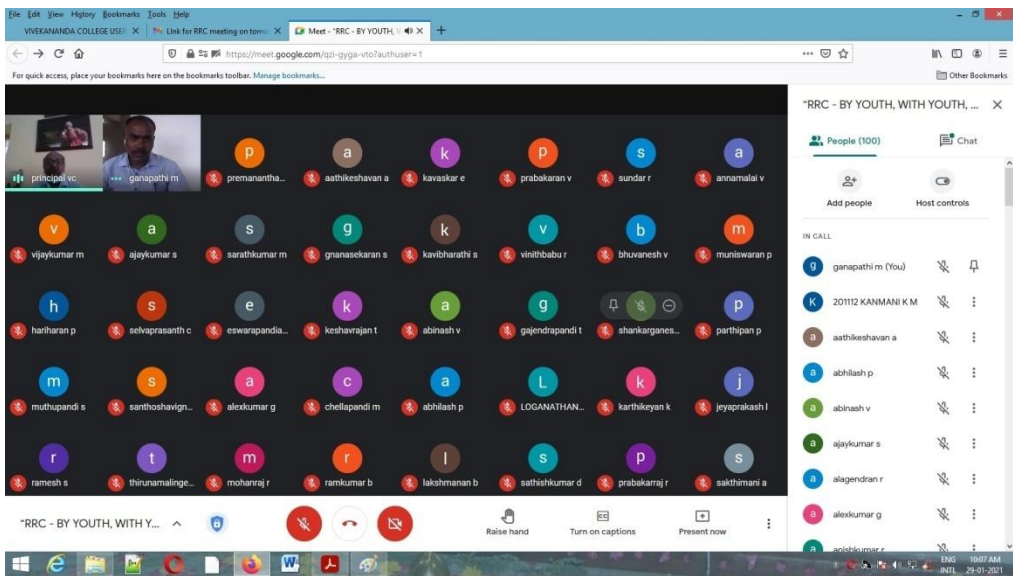 File Edit View History Bookmarks Tools Help
VIVEKANANDA COLLEGE USER
Link for RRC meeting on tomor
Meet - "RRC - BY YOUTH, W
https://meet.google.com/qzi-gyga-vto?authuser=1
For quick access, place your bookmarks here on the bookmarks toolbar. Manage bookmarks...
Other Bookmarks
"RRC - BY YOUTH, WITH YOUTH, ...
People (100) Chat
Add people Host controls
IN CALL
g ganapathi m (You)
K 201112 KANMANI K M
a aathikeshavan a
a abhilash p
a abinash v
a ajaykumar s
a alagendran r
a alexkumar g
a anishkumar r
p a k p s a
principal vc ganapathi m premanantha... aathikeshavan a kavaskar e prabakaran v sundar r annamalai v
v a s g k v b m
vijaykumar m ajaykumar s sarathkumar m gnanasekaran s kavibharathi s vinithbabu r bhuvanesh v muniswaran p
h s e k a g p
hariharan p selvaprasanth c eswarapandia... keshavrajan t abinash v gajendrapandi t shankarganes... parthipan p
m s a c a L k j
muthupandi s santhoshavign... alexkumar g chellapandi m abhilash p LOGANATHAN... karthikeyan k jeyaprakash l
r t m r l s p s
ramesh s thirunamalinge... mohanraj r ramkumar b lakshmanan b sathishkumar d prabakarraj r sakthimani a
"RRC - BY YOUTH, WITH Y...
Raise hand Turn on captions Present now
ENG 10:07 AM
INTL 29-01-2021